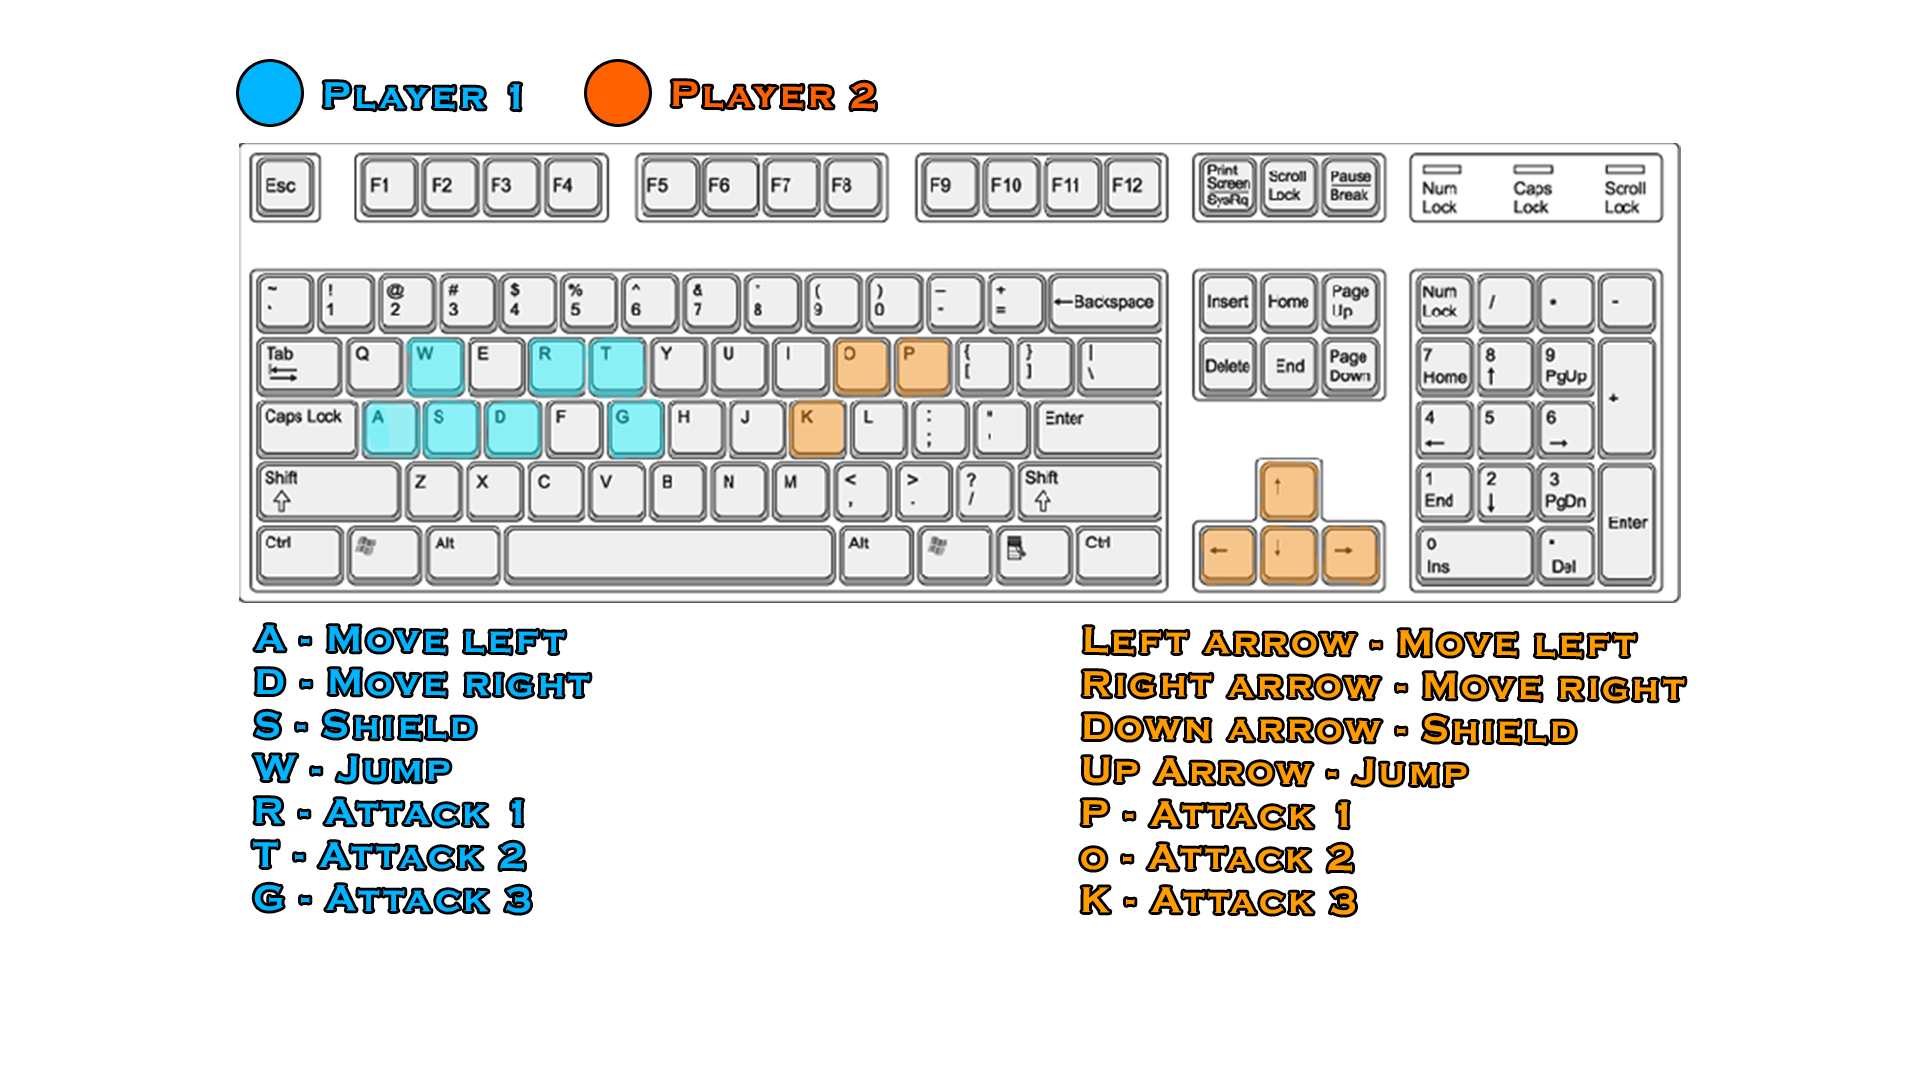 Player 1 Player 2
Esc F1 F2 F3 F4 F5 F6 F7 F8 F9 F10 F11 F12 Print Screen SysRq Scroll Lock Pause Break Num Lock Caps Lock Scroll Lock
~ ` ! 1 @ 2 # 3 $ 4 % 5 ^ 6 & 7 * 8 ( 9 ) 0 _ - + = ←Backspace Insert Home Page Up Num Lock / * -
Tab Q W E R T Y U I O P { [ } ] | \ Delete End Page Down 7 Home 8 ↑ 9 PgUp +
Caps Lock A S D F G H J K L : ; " ' Enter 4 ← 5 6 →
Shift Z X C V B N M < , > . ? / Shift ↑ 1 End 2 ↓ 3 PgDn Enter
Ctrl Alt Alt Ctrl ← ↓ → 0 Ins . Del
A - Move left
D - Move right
S - Shield
W - Jump
R - Attack 1
T - Attack 2
G - Attack 3
Left arrow - Move left
Right arrow - Move right
Down arrow - Shield
Up Arrow - Jump
P - Attack 1
o - Attack 2
K - Attack 3